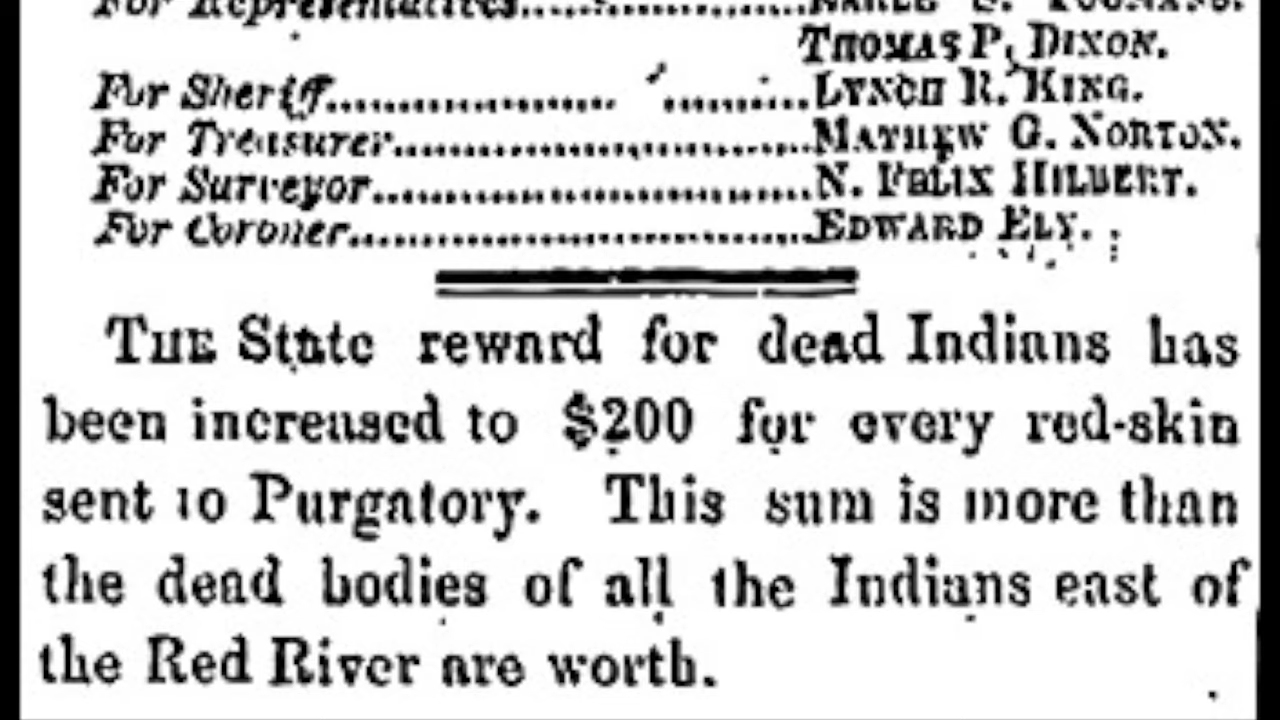 For Representatives
THOMAS P. DIXON.
For Sheriff LYNCH R. KING.
For Treasurer MATHEW G. NORTON.
For Surveyor N. FELIX HILBERT.
For Coroner EDWARD ELY.
THE State reward for dead Indians has
been increased to $200 for every red-skin
sent to Purgatory. This sum is more than
the dead bodies of all the Indians east of
the Red River are worth.